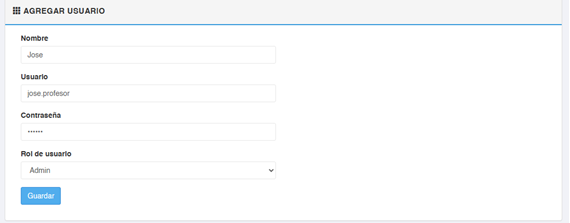 AGREGAR USUARIO
Nombre
Jose
Usuario
jose.profesor
Contraseña
••••••
Rol de usuario
Admin
Guardar